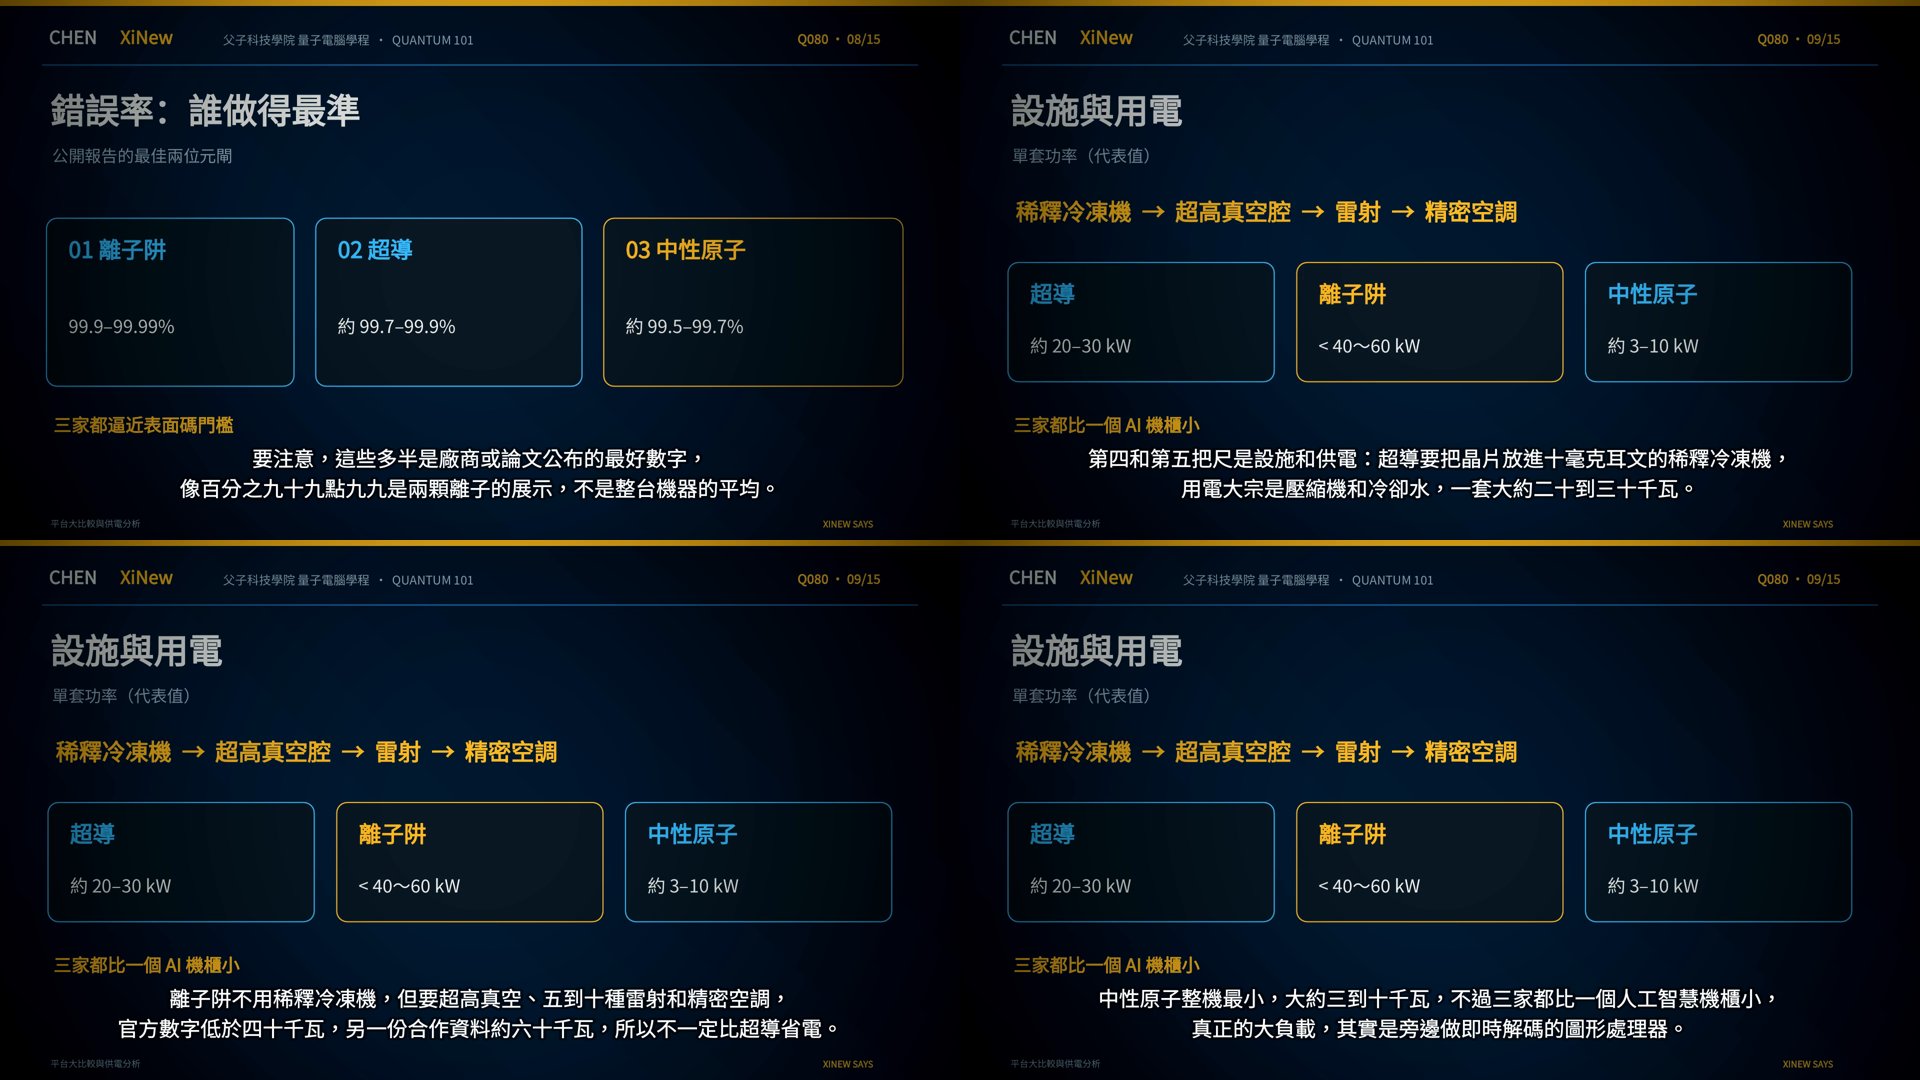 CHEN XiNew 父子科技學院 量子電腦學程 · QUANTUM 101 Q080 · 08/15
錯誤率：誰做得最準
公開報告的最佳兩位元閘
01 離子阱 02 超導 03 中性原子
99.9–99.99% 約 99.7–99.9% 約 99.5–99.7%
三家都逼近表面碼門檻
要注意，這些多半是廠商或論文公布的最好數字，
像百分之九十九點九九是兩顆離子的展示，不是整台機器的平均。
平台大比較與供電分析 XINEW SAYS
CHEN XiNew 父子科技學院 量子電腦學程 · QUANTUM 101 Q080 · 09/15
設施與用電
單套功率（代表值）
稀釋冷凍機 → 超高真空腔 → 雷射 → 精密空調
超導 離子阱 中性原子
約 20–30 kW < 40～60 kW 約 3–10 kW
三家都比一個 AI 機櫃小
第四和第五把尺是設施和供電：超導要把晶片放進十毫克耳文的稀釋冷凍機，
用電大宗是壓縮機和冷卻水，一套大約二十到三十千瓦。
平台大比較與供電分析 XINEW SAYS
CHEN XiNew 父子科技學院 量子電腦學程 · QUANTUM 101 Q080 · 09/15
設施與用電
單套功率（代表值）
稀釋冷凍機 → 超高真空腔 → 雷射 → 精密空調
超導 離子阱 中性原子
約 20–30 kW < 40～60 kW 約 3–10 kW
三家都比一個 AI 機櫃小
離子阱不用稀釋冷凍機，但要超高真空、五到十種雷射和精密空調，
官方數字低於四十千瓦，另一份合作資料約六十千瓦，所以不一定比超導省電。
平台大比較與供電分析 XINEW SAYS
CHEN XiNew 父子科技學院 量子電腦學程 · QUANTUM 101 Q080 · 09/15
設施與用電
單套功率（代表值）
稀釋冷凍機 → 超高真空腔 → 雷射 → 精密空調
超導 離子阱 中性原子
約 20–30 kW < 40～60 kW 約 3–10 kW
三家都比一個 AI 機櫃小
中性原子整機最小，大約三到十千瓦，不過三家都比一個人工智慧機櫃小，
真正的大負載，其實是旁邊做即時解碼的圖形處理器。
平台大比較與供電分析 XINEW SAYS